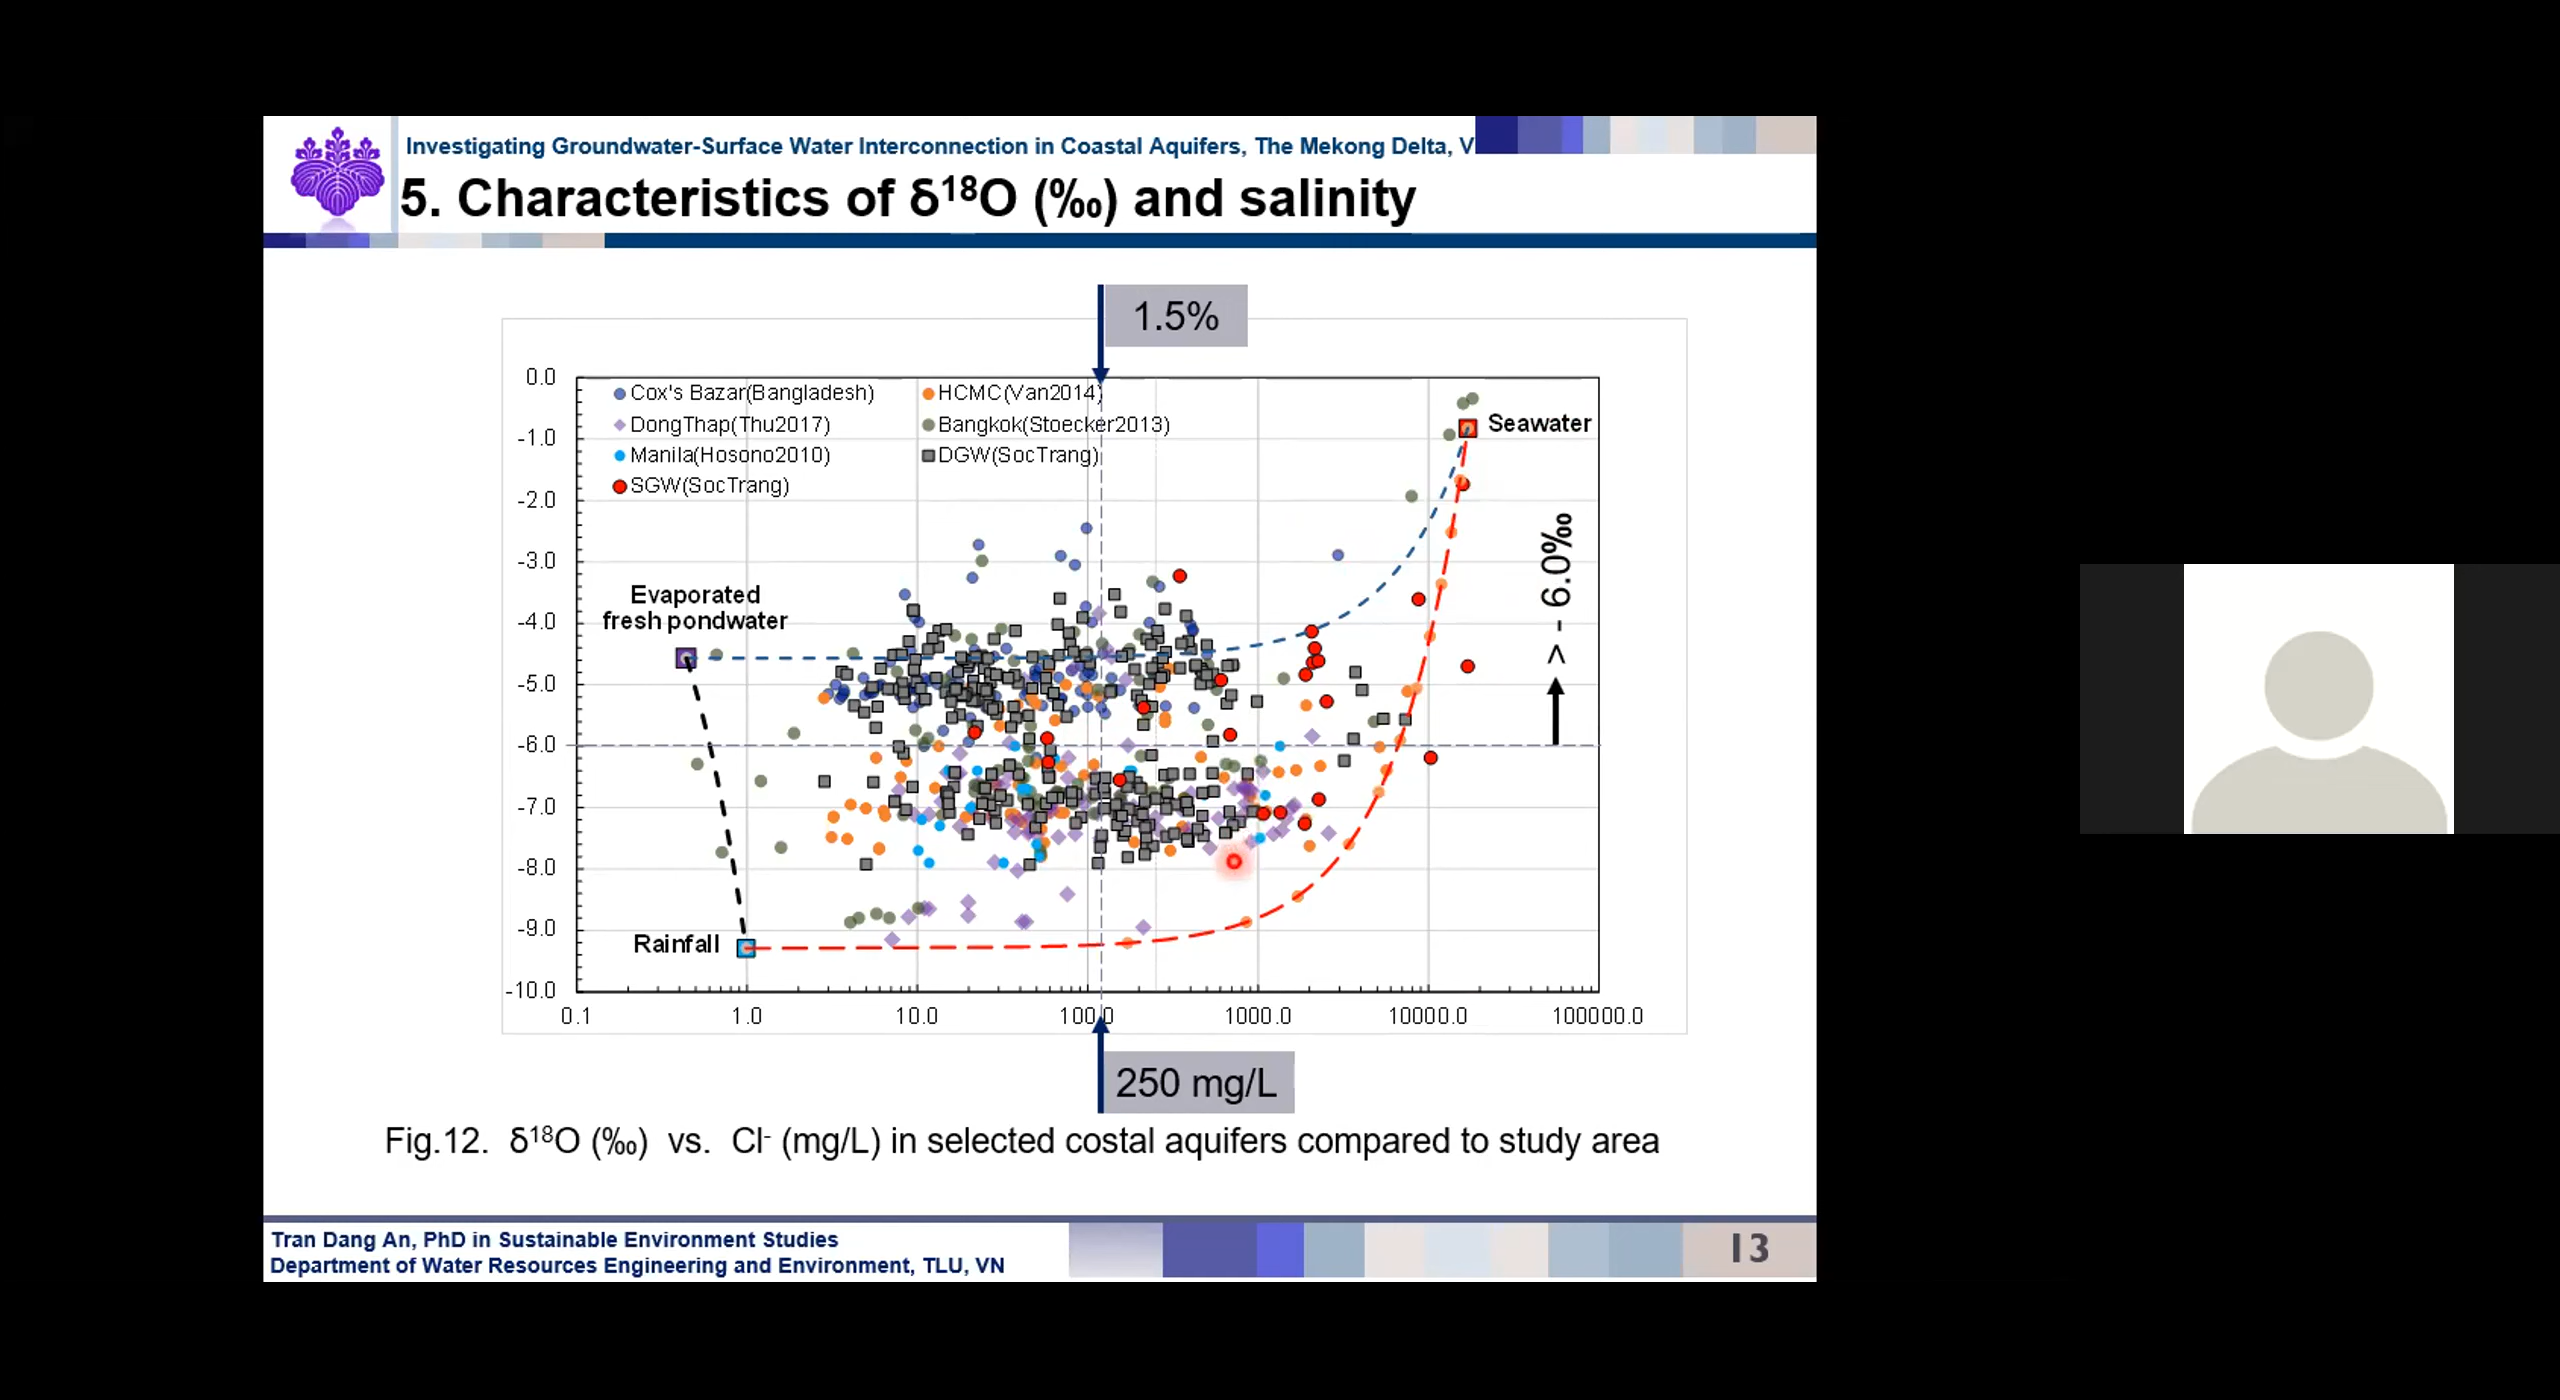 Investigating Groundwater-Surface Water Interconnection in Coastal Aquifers, The Mekong Delta, V
5. Characteristics of δ¹⁸O (‰) and salinity
1.5%
0.0
-1.0
-2.0
-3.0
-4.0
-5.0
-6.0
-7.0
-8.0
-9.0
-10.0
Cox's Bazar(Bangladesh)
HCMC(Van2014)
DongThap(Thu2017)
Bangkok(Stoecker2013)
Manila(Hosono2010)
DGW(SocTrang)
SGW(SocTrang)
Seawater
Evaporated
fresh pondwater
> - 6.0‰
Rainfall
0.1 1.0 10.0 100.0 1000.0 10000.0 100000.0
250 mg/L
Fig.12. δ¹⁸O (‰) vs. Cl⁻ (mg/L) in selected costal aquifers compared to study area
Tran Dang An, PhD in Sustainable Environment Studies
Department of Water Resources Engineering and Environment, TLU, VN
13